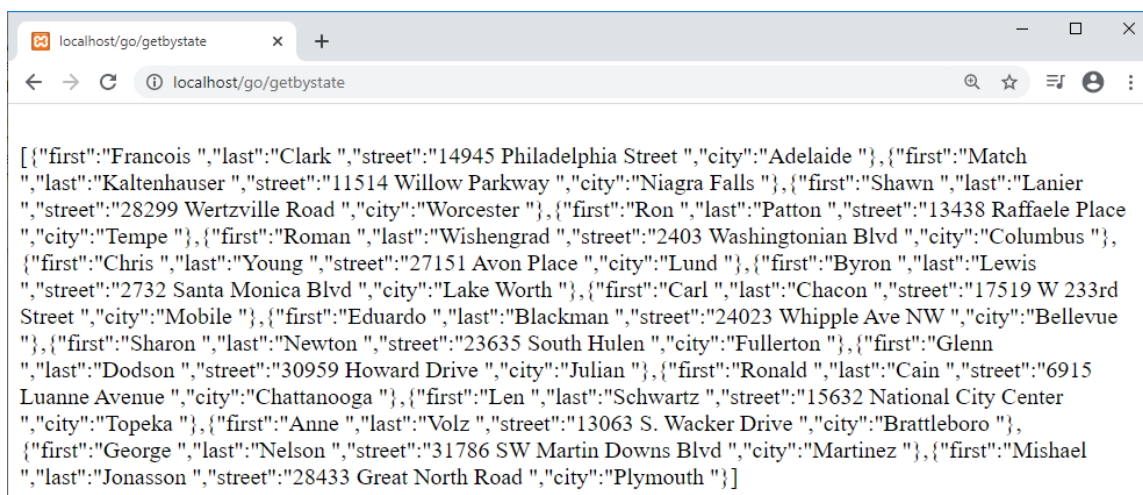 localhost/go/getbystate
localhost/go/getbystate
[{"first":"Francois ","last":"Clark ","street":"14945 Philadelphia Street ","city":"Adelaide "},{"first":"Match
","last":"Kaltenhauser ","street":"11514 Willow Parkway ","city":"Niagra Falls "},{"first":"Shawn ","last":"Lanier
","street":"28299 Wertzville Road ","city":"Worcester "},{"first":"Ron ","last":"Patton ","street":"13438 Raffaele Place
","city":"Tempe "},{"first":"Roman ","last":"Wishengrad ","street":"2403 Washingtonian Blvd ","city":"Columbus "},
{"first":"Chris ","last":"Young ","street":"27151 Avon Place ","city":"Lund "},{"first":"Byron ","last":"Lewis
","street":"2732 Santa Monica Blvd ","city":"Lake Worth "},{"first":"Carl ","last":"Chacon ","street":"17519 W 233rd
Street ","city":"Mobile "},{"first":"Eduardo ","last":"Blackman ","street":"24023 Whipple Ave NW ","city":"Bellevue
"},{"first":"Sharon ","last":"Newton ","street":"23635 South Hulen ","city":"Fullerton "},{"first":"Glenn
","last":"Dodson ","street":"30959 Howard Drive ","city":"Julian "},{"first":"Ronald ","last":"Cain ","street":"6915
Luanne Avenue ","city":"Chattanooga "},{"first":"Len ","last":"Schwartz ","street":"15632 National City Center
","city":"Topeka "},{"first":"Anne ","last":"Volz ","street":"13063 S. Wacker Drive ","city":"Brattleboro "},
{"first":"George ","last":"Nelson ","street":"31786 SW Martin Downs Blvd ","city":"Martinez "},{"first":"Mishael
","last":"Jonasson ","street":"28433 Great North Road ","city":"Plymouth "}]